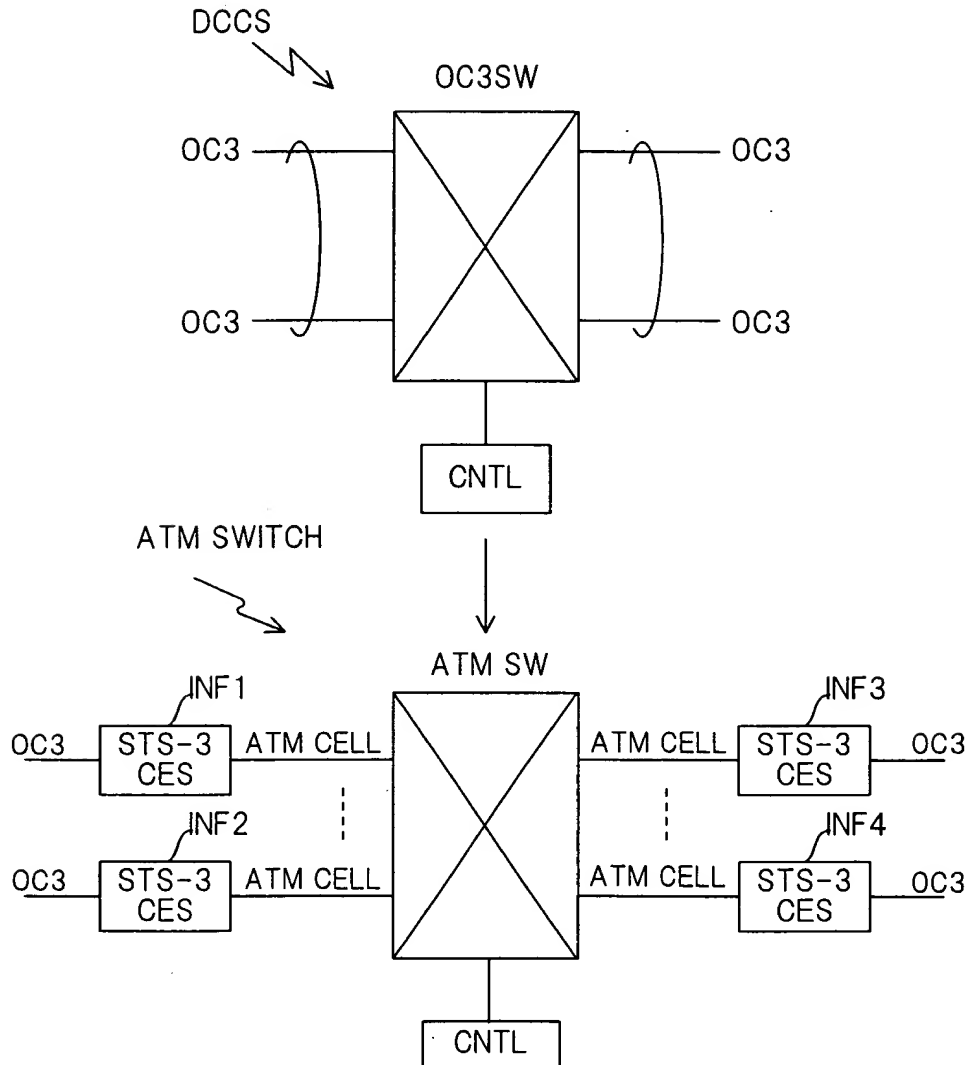 DCCS
OC3SW
OC3
OC3
OC3
OC3
CNTL
ATM SWITCH
ATM SW
INF1
INF3
OC3
STS-3
CES
ATM CELL
ATM CELL
STS-3
CES
OC3
INF2
INF4
OC3
STS-3
CES
ATM CELL
ATM CELL
STS-3
CES
OC3
CNTL